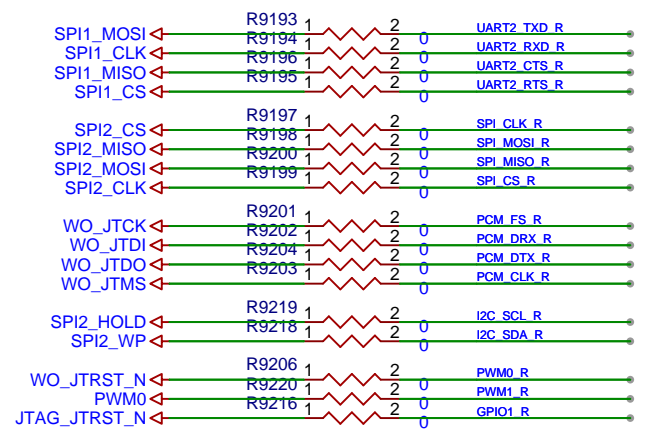 R9193
SPI1_MOSI 1 2 0 UART2_TXD_R
R9194
SPI1_CLK 1 2 0 UART2_RXD_R
R9196
SPI1_MISO 1 2 0 UART2_CTS_R
R9195
SPI1_CS 1 2 0 UART2_RTS_R
R9197
SPI2_CS 1 2 0 SPI_CLK_R
R9198
SPI2_MISO 1 2 0 SPI_MOSI_R
R9200
SPI2_MOSI 1 2 0 SPI_MISO_R
R9199
SPI2_CLK 1 2 0 SPI_CS_R
R9201
WO_JTCK 1 2 0 PCM_FS_R
R9202
WO_JTDI 1 2 0 PCM_DRX_R
R9204
WO_JTDO 1 2 0 PCM_DTX_R
R9203
WO_JTMS 1 2 0 PCM_CLK_R
R9219
SPI2_HOLD 1 2 0 I2C_SCL_R
R9218
SPI2_WP 1 2 0 I2C_SDA_R
R9206
WO_JTRST_N 1 2 0 PWM0_R
R9220
PWM0 1 2 0 PWM1_R
R9216
JTAG_JTRST_N 1 2 0 GPIO1_R